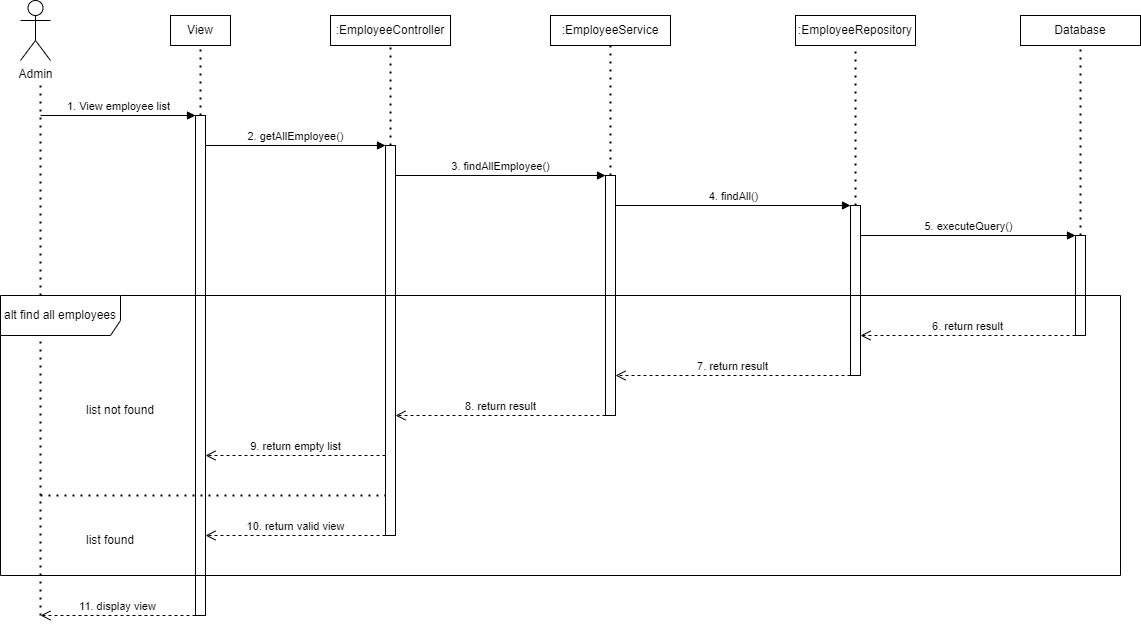 View
:EmployeeController
:EmployeeService
:EmployeeRepository
Database
Admin
1. View employee list
2. getAllEmployee()
3. findAllEmployee()
4. findAll()
5. executeQuery()
alt find all employees
6. return result
7. return result
8. return result
list not found
9. return empty list
10. return valid view
list found
11. display view